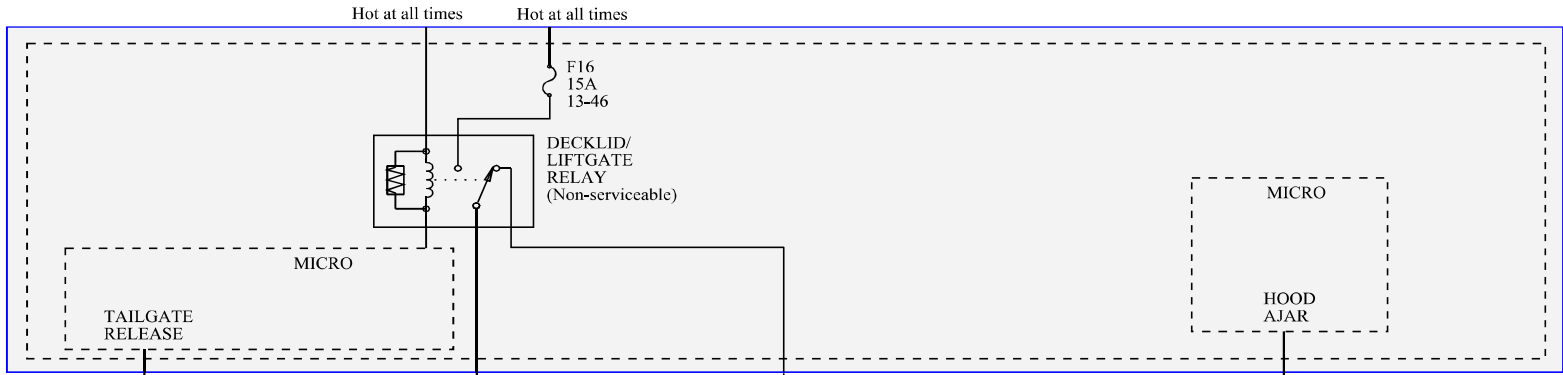 Hot at all times
Hot at all times
F16
15A
13-46
DECKLID/
LIFTGATE
RELAY
(Non-serviceable)
MICRO
TAILGATE
RELEASE
MICRO
HOOD
AJAR